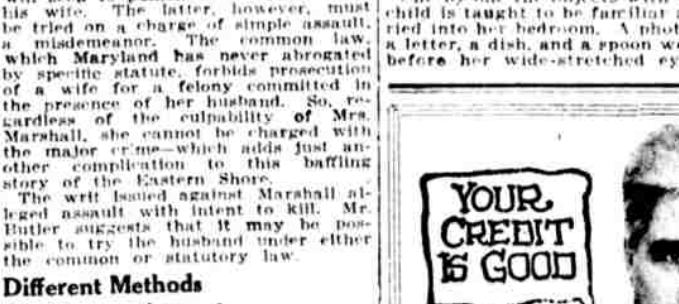 his wife. The latter, however, must
be tried on a charge of simple assault,
a misdemeanor. The common law,
which Maryland has never abrogated
by specific statute, forbids prosecution
of a wife for a felony committed in
the presence of her husband. So, re-
gardless of the culpability of Mrs.
Marshall, she cannot be charged with
the major crime—which adds just an-
other complication to this baffling
story of the Eastern Shore.
The writ issued against Marshall al-
leged assault with intent to kill. Mr.
Butler suggests that it may be pos-
sible to try the husband under either
the common or statutory law.
Different Methods
child is taught to be familiar
ried into her bedroom. A phot
a letter, a dish, and a spoon we
before her wide-stretched ey
YOUR
CREDIT
IS GOOD